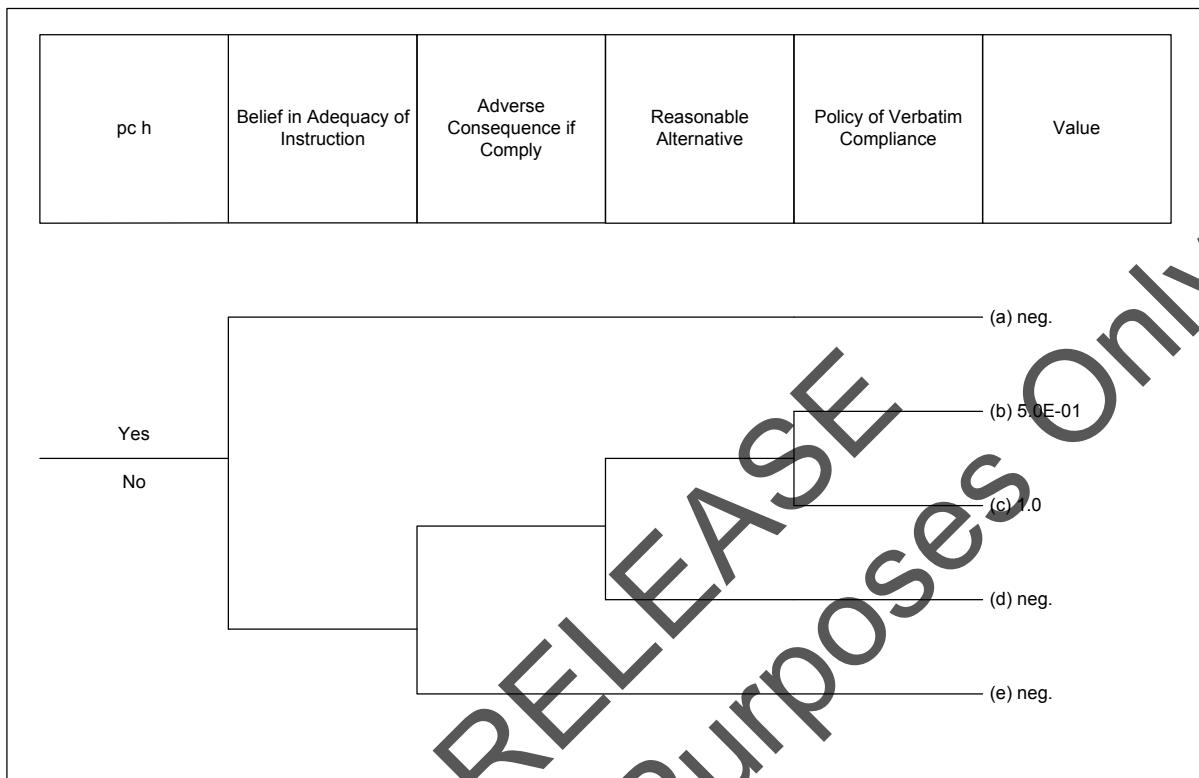 pc h
Belief in Adequacy of
Instruction
Adverse
Consequence if
Comply
Reasonable
Alternative
Policy of Verbatim
Compliance
Value
(a) neg.
(b) 5.0E-01
Yes
No
(c) 1.0
(d) neg.
(e) neg.
RELEASE
Purposes Only